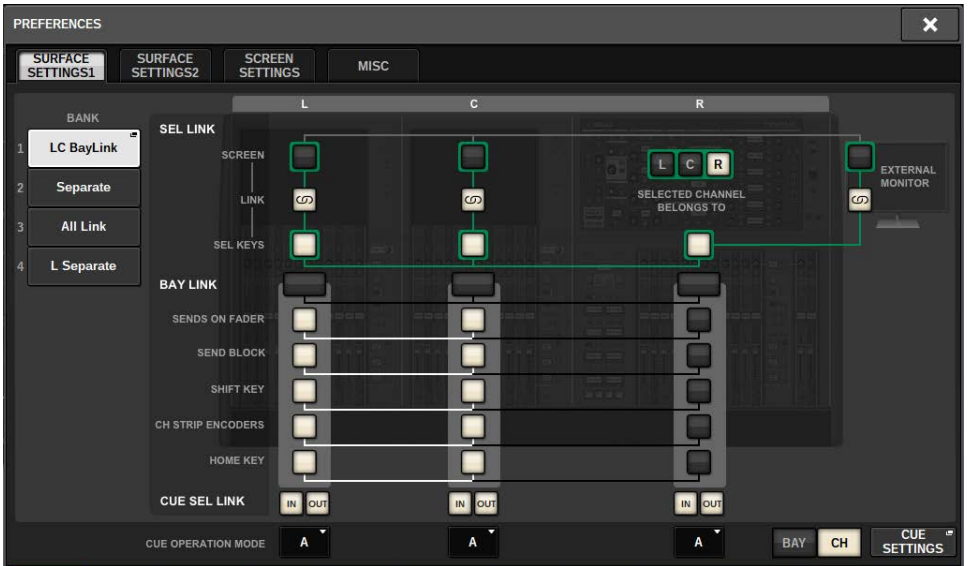 PREFERENCES
SURFACE
SETTINGS1
SURFACE
SETTINGS2
SCREEN
SETTINGS
MISC
L
C
R
BANK
1
LC BayLink
2
Separate
3
All Link
4
L Separate
SEL LINK
SCREEN
LINK
SEL KEYS
L
C
R
SELECTED CHANNEL
BELONGS TO
EXTERNAL
MONITOR
BAY LINK
SENDS ON FADER
SEND BLOCK
SHIFT KEY
CH STRIP ENCODERS
HOME KEY
CUE SEL LINK
IN OUT
IN OUT
IN OUT
CUE OPERATION MODE
A
A
A
BAY
CH
CUE
SETTINGS